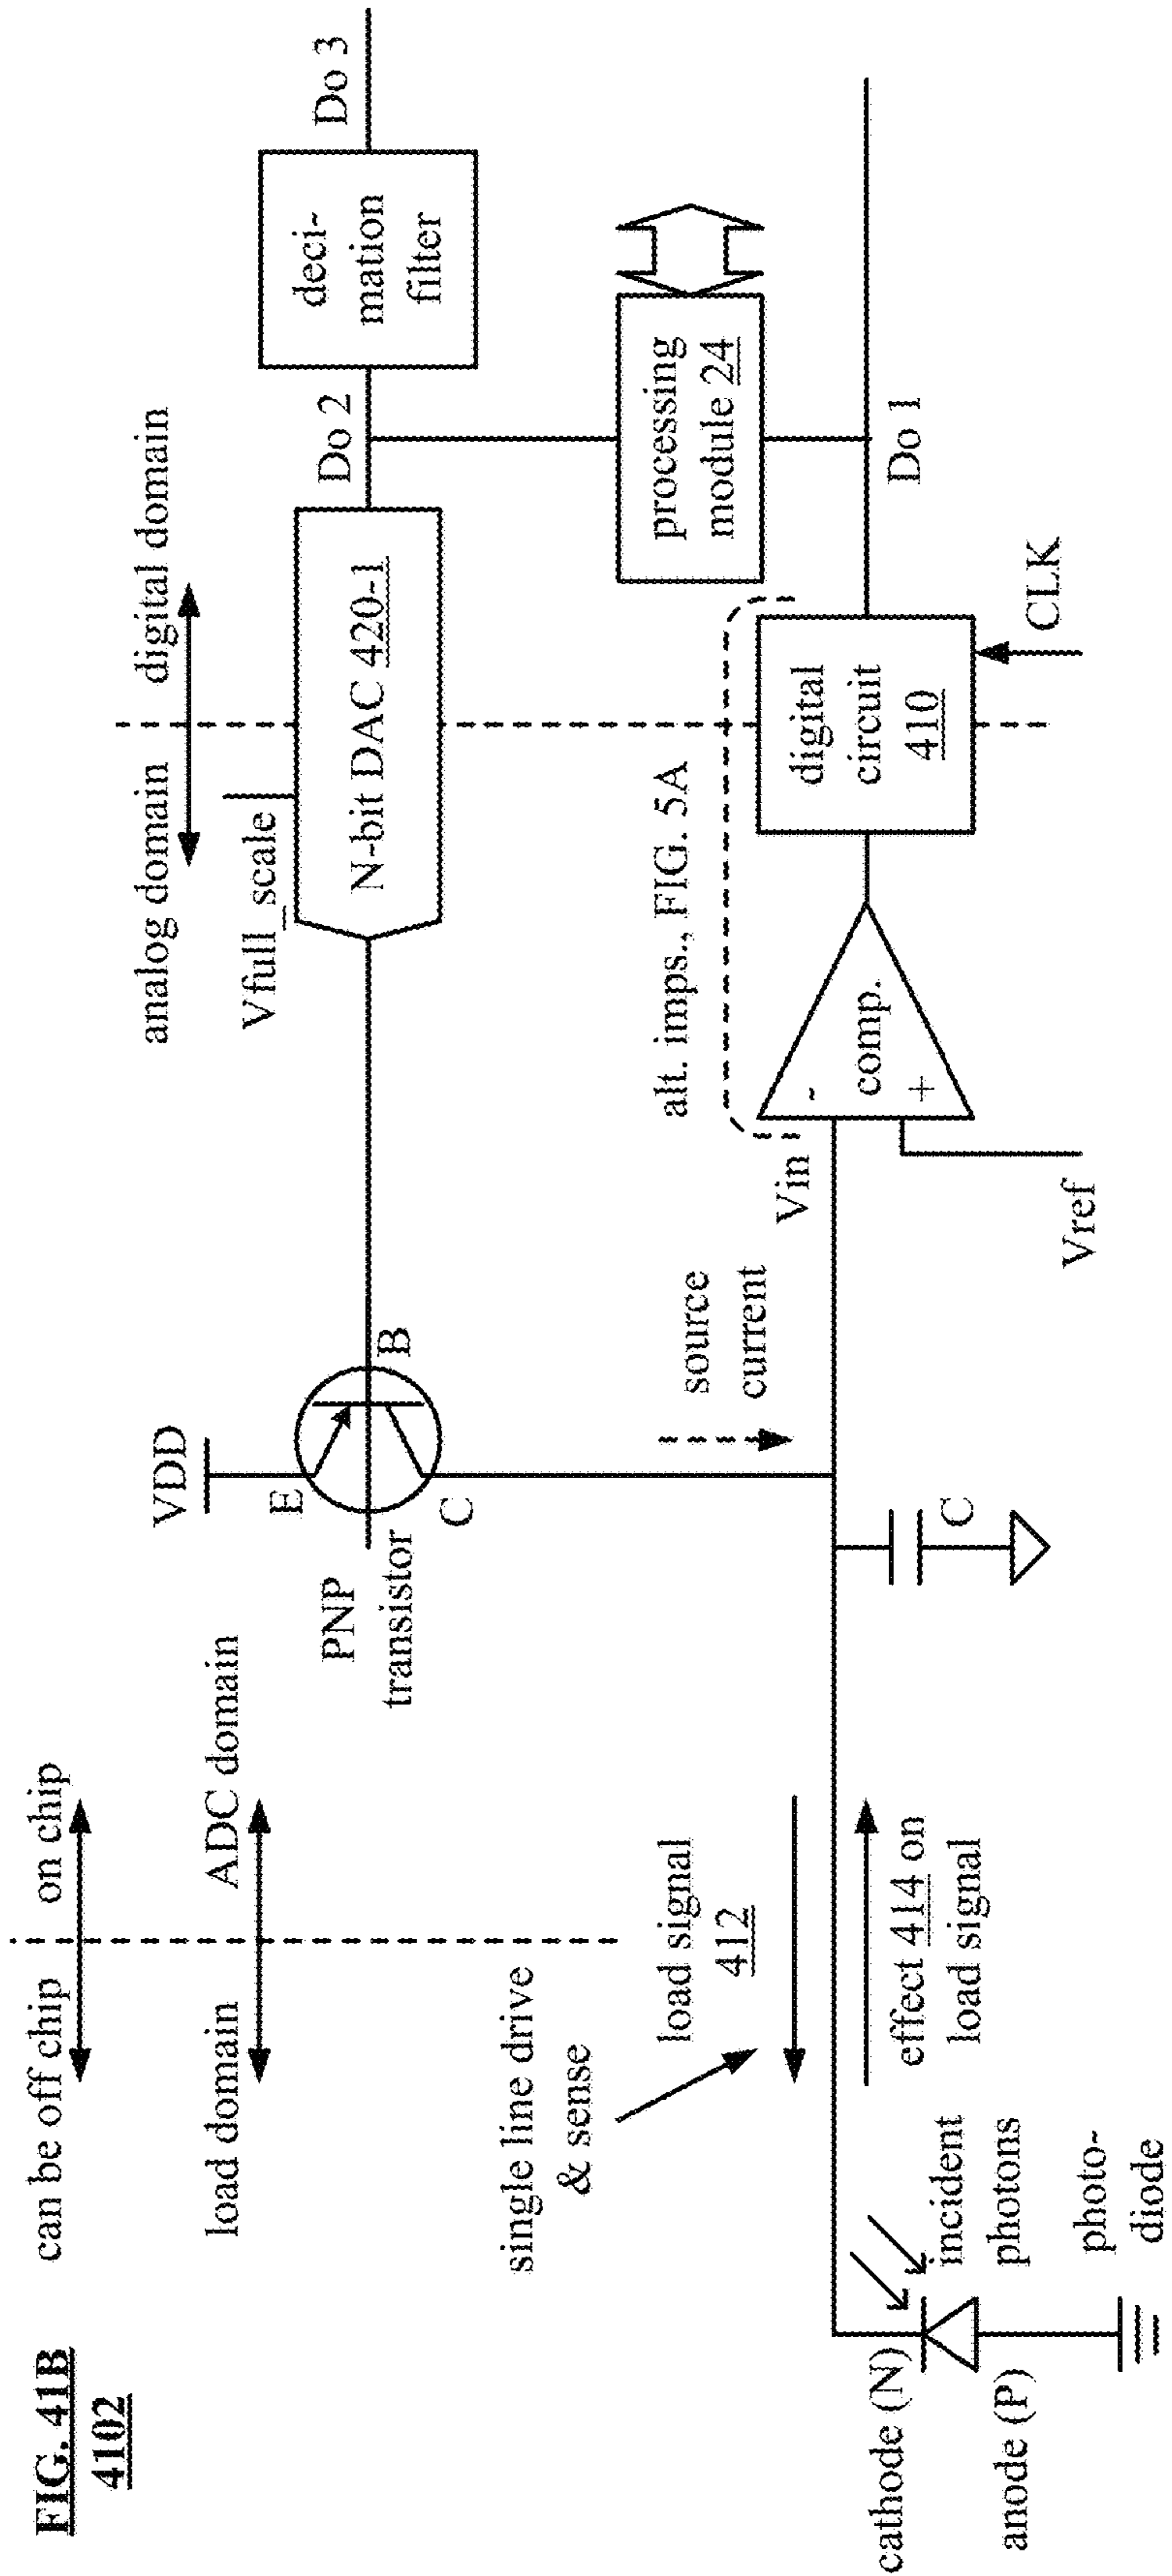 FIG. 41B
4102
can be off chip
on chip
load domain
ADC domain
analog domain
digital domain
VDD
E
B
C
PNP
transistor
Vfull_scale
N-bit DAC 420-1
Do 2
deci-
mation
filter
Do 3
processing
module 24
single line drive
& sense
load signal
412
effect 414 on
load signal
source
current
alt. imps., FIG. 5A
Vin
-
comp.
+
Vref
digital
circuit
410
CLK
Do 1
C
cathode (N)
anode (P)
incident
photons
photo-
diode